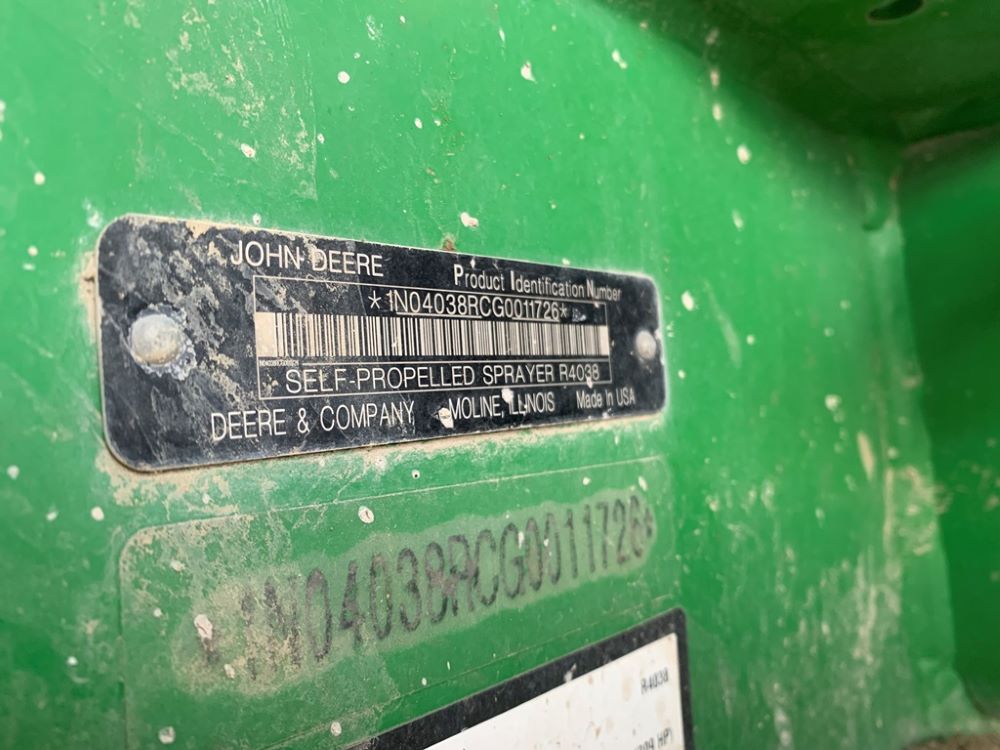 JOHN DEERE
Product Identification Number
*1N04038RCG0011726*
SELF-PROPELLED SPRAYER R4038
DEERE & COMPANY MOLINE, ILLINOIS Made in USA
*1N04038RCG0011726*
R4038
HP)